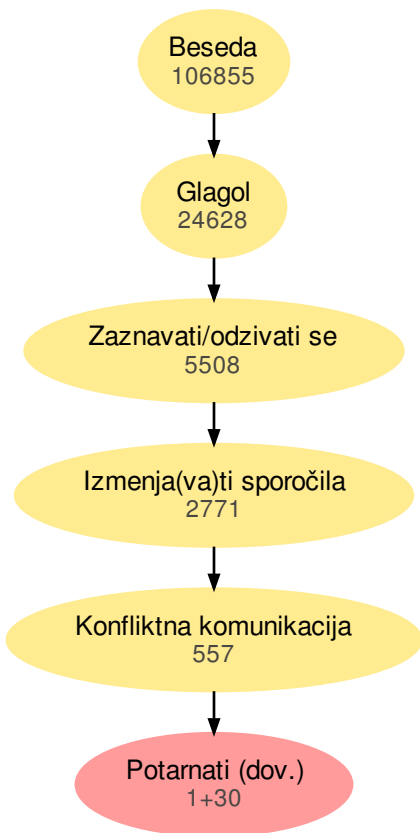 Beseda
106855
Glagol
24628
Zaznavati/odzivati se
5508
Izmenja(va)ti sporočila
2771
Konfliktna komunikacija
557
Potarnati (dov.)
1+30